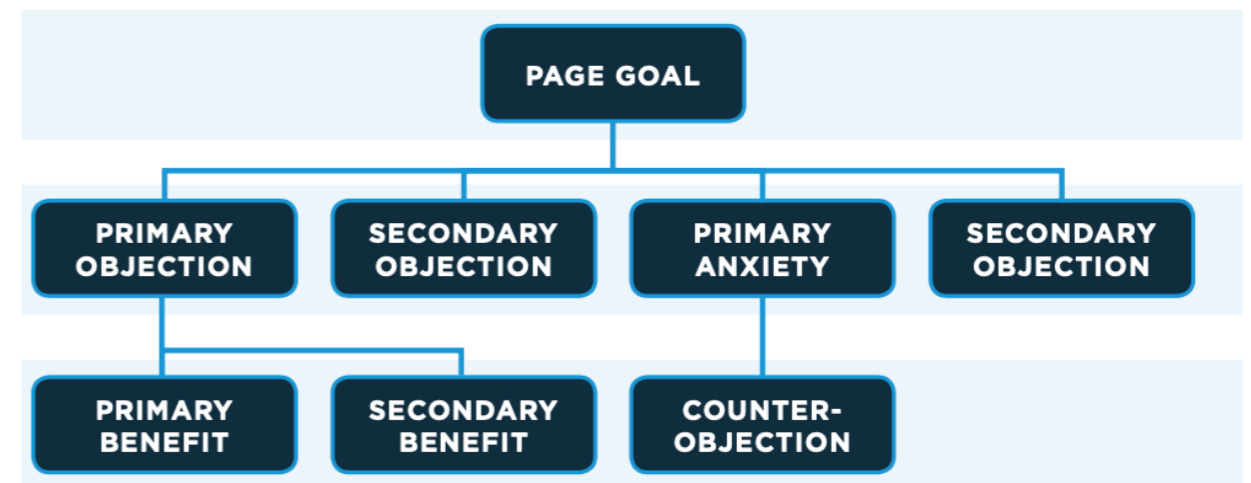 PAGE GOAL
PRIMARY
OBJECTION
SECONDARY
OBJECTION
PRIMARY
ANXIETY
SECONDARY
OBJECTION
PRIMARY
BENEFIT
SECONDARY
BENEFIT
COUNTER-
OBJECTION